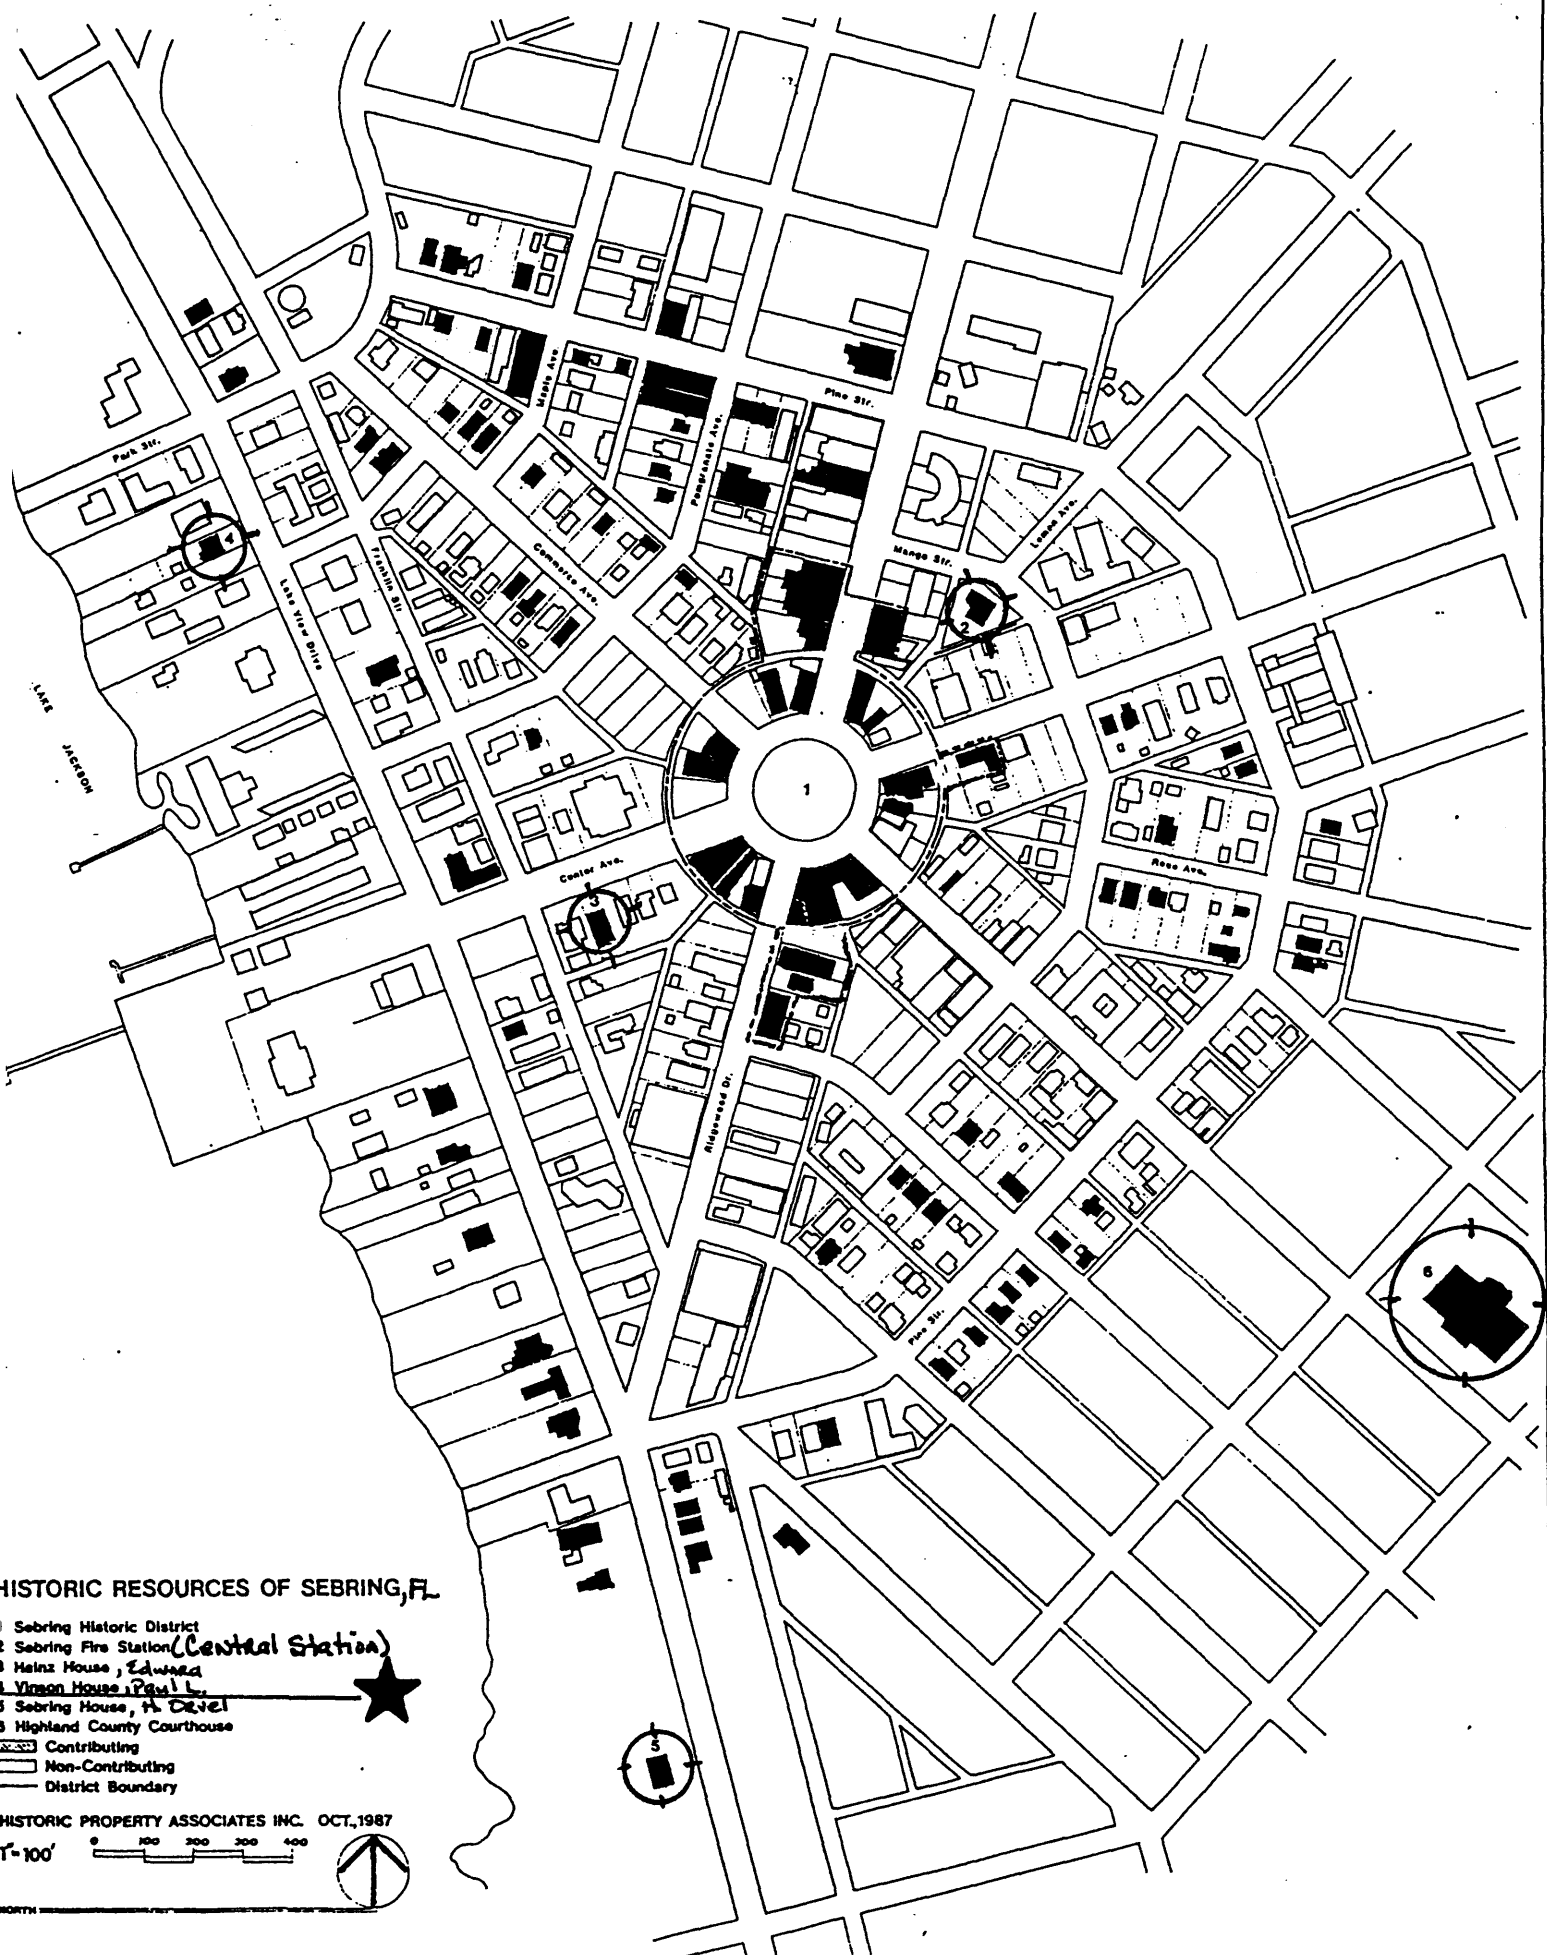 Park Str.
Maple Ave.
Pomgranate Ave.
Pine Str.
Mango Str.
Lemon Ave.
4
2
Lake View Drive
Franklin Str
Commerce Ave.
LAKE
JACKSON
1
Center Ave.
3
Rose Ave.
Ridgewood Dr.
Pine Str.
6
5
HISTORIC RESOURCES OF SEBRING, FL
Sebring Historic District
2 Sebring Fire Station (Central Station)
Heinz House, Edward
Vinson House, Paul L.
Sebring House, H. Orvel
Highland County Courthouse
Contributing
Non-Contributing
District Boundary
HISTORIC PROPERTY ASSOCIATES INC. OCT.,1987
1"=100'
0 100 200 300 400
NORTH